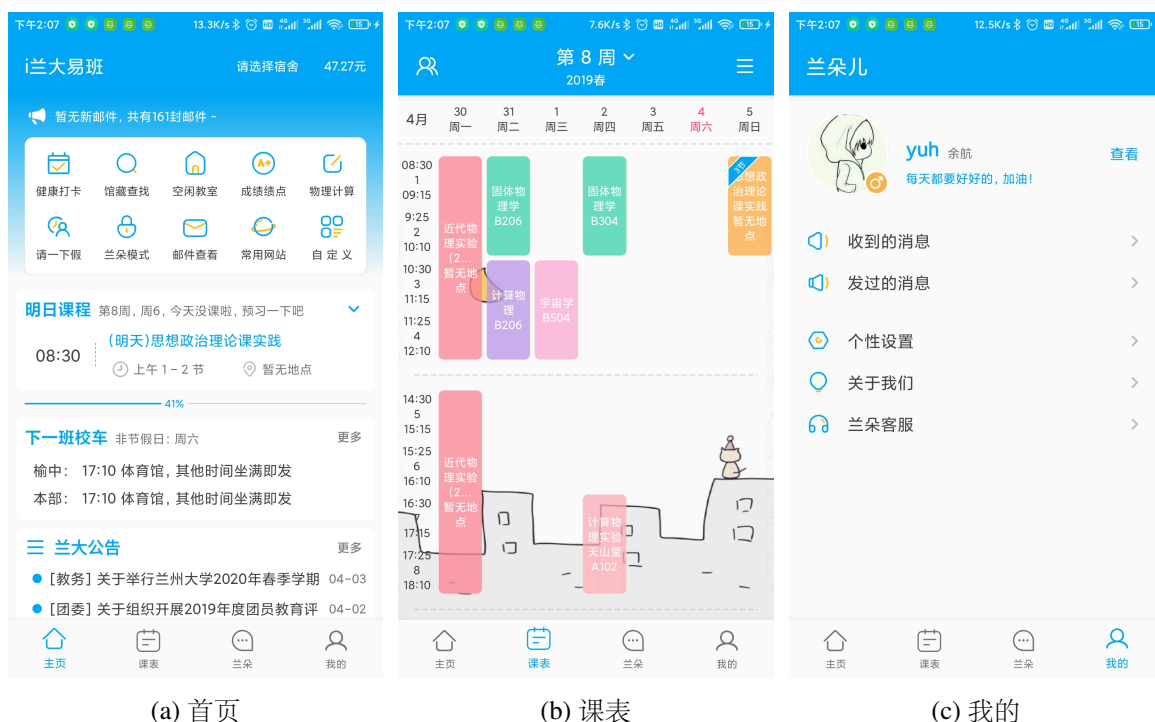 下午2:07
13.3K/s
HD
4G
3G
15
i兰大易班
请选择宿舍
47.27元
暂无新邮件, 共有161封邮件 ~
健康打卡
馆藏查找
空闲教室
成绩绩点
物理计算
请一下假
兰朵模式
邮件查看
常用网站
自 定 义
明日课程 第8周, 周6, 今天没课啦, 预习一下吧
08:30
(明天)思想政治理论课实践
上午 1 - 2 节
暂无地点
41%
下一班校车 非节假日: 周六
更多
榆中: 17:10 体育馆, 其他时间坐满即发
本部: 17:10 体育馆, 其他时间坐满即发
兰大公告
更多
[教务] 关于举行兰州大学2020年春季学期 04-03
[团委] 关于组织开展2019年度团员教育评 04-02
主页
课表
兰朵
我的
(a) 首页
下午2:07
7.6K/s
HD
4G
3G
15
第 8 周
2019春
4月
30
周一
31
周二
1
周三
2
周四
3
周五
4
周六
5
周日
08:30
1
09:15
9:25
2
10:10
10:30
3
11:15
11:25
4
12:10
14:30
5
15:15
15:25
6
16:10
16:30
7
17:15
17:25
8
18:10
近代物
理实验
(2...
暂无地
点
固体物
理学
B206
计算物
理
B206
宇宙学
B504
固体物
理学
B304
3节
思想政
治理论
课实践
暂无地
点
近代物
理实验
(2...
暂无地
点
计算物
理实验
天山堂
A102
主页
课表
兰朵
我的
(b) 课表
下午2:07
12.5K/s
HD
4G
3G
15
兰朵儿
yuh 余航
查看
每天都要好好的, 加油!
收到的消息
发过的消息
个性设置
关于我们
兰朵客服
主页
课表
兰朵
我的
(c) 我的